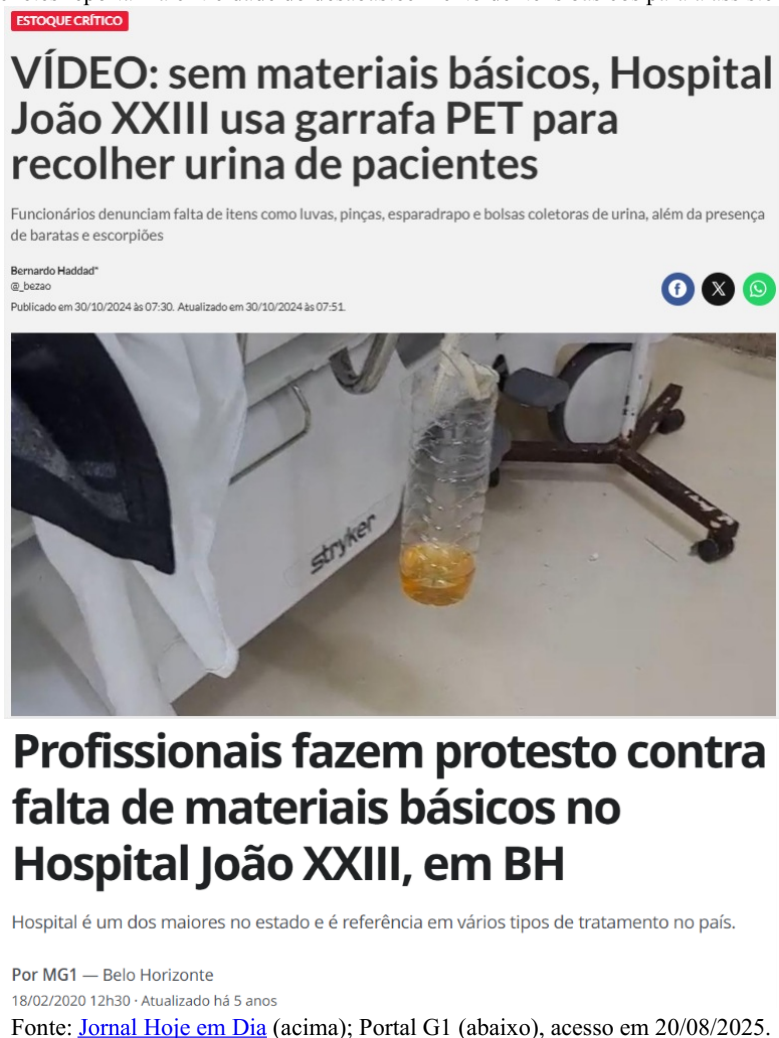 ESTOQUE CRÍTICO
VÍDEO: sem materiais básicos, Hospital
João XXIII usa garrafa PET para
recolher urina de pacientes
Funcionários denunciam falta de itens como luvas, pinças, esparadrapo e bolsas coletoras de urina, além da presença
de baratas e escorpiões
Bernardo Haddad*
@_bezao
Publicado em 30/10/2024 às 07:30. Atualizado em 30/10/2024 às 07:51.
stryker
Profissionais fazem protesto contra
falta de materiais básicos no
Hospital João XXIII, em BH
Hospital é um dos maiores no estado e é referência em vários tipos de tratamento no país.
Por MG1 — Belo Horizonte
18/02/2020 12h30 · Atualizado há 5 anos
Fonte: Jornal Hoje em Dia (acima); Portal G1 (abaixo), acesso em 20/08/2025.